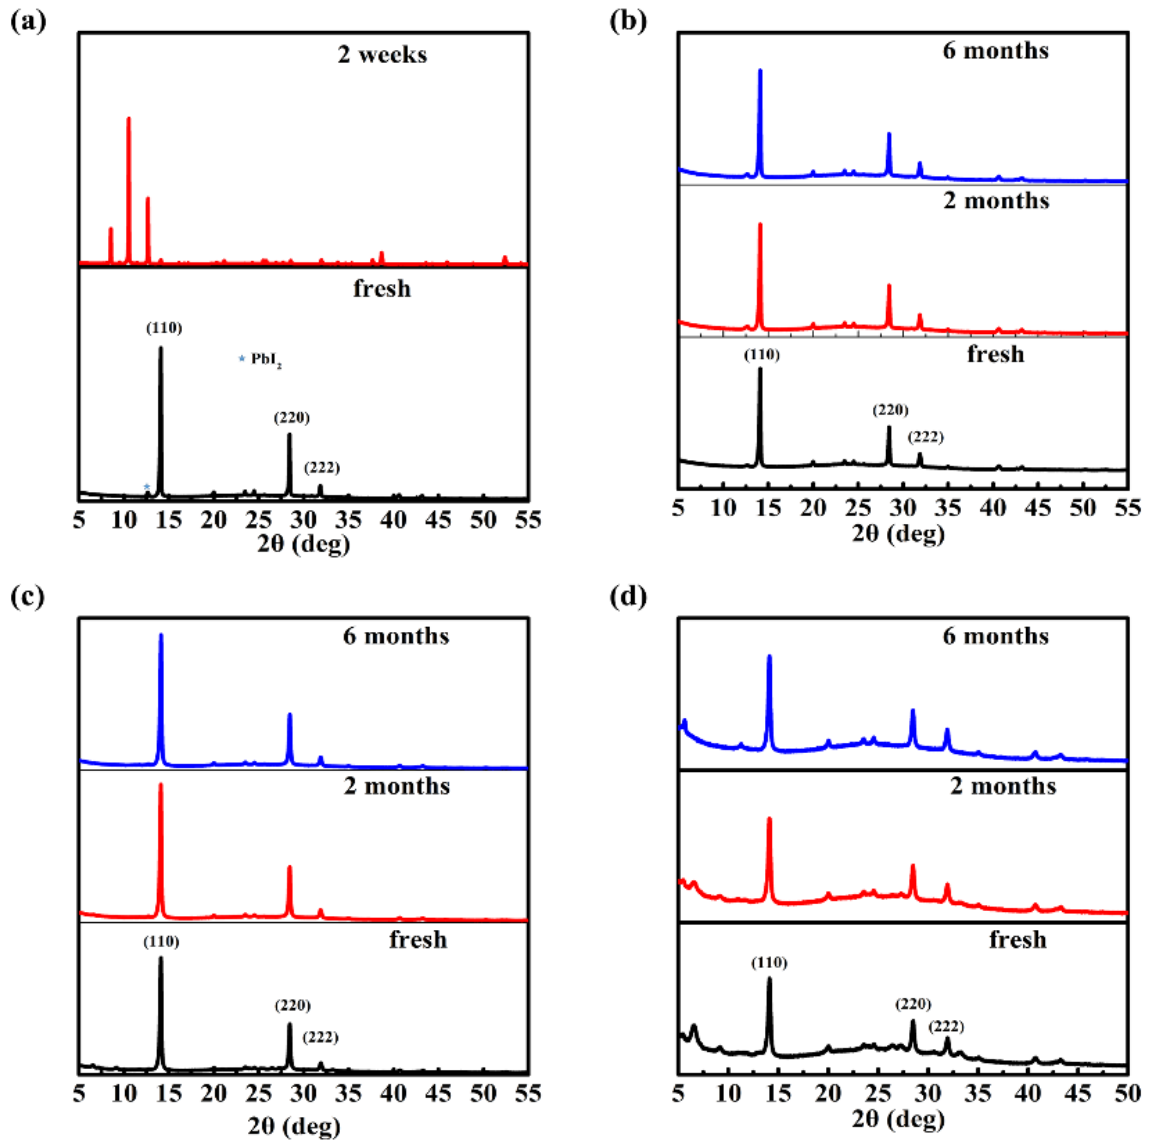 (a)
2 weeks
fresh
(110)
* PbI₂
(220)
(222)
*
5 10 15 20 25 30 35 40 45 50 55
2θ (deg)
(b)
6 months
2 months
fresh
(110)
(220)
(222)
5 10 15 20 25 30 35 40 45 50 55
2θ (deg)
(c)
6 months
2 months
fresh
(110)
(220)
(222)
5 10 15 20 25 30 35 40 45 50 55
2θ (deg)
(d)
6 months
2 months
fresh
(110)
(220)
(222)
5 10 15 20 25 30 35 40 45 50
2θ (deg)